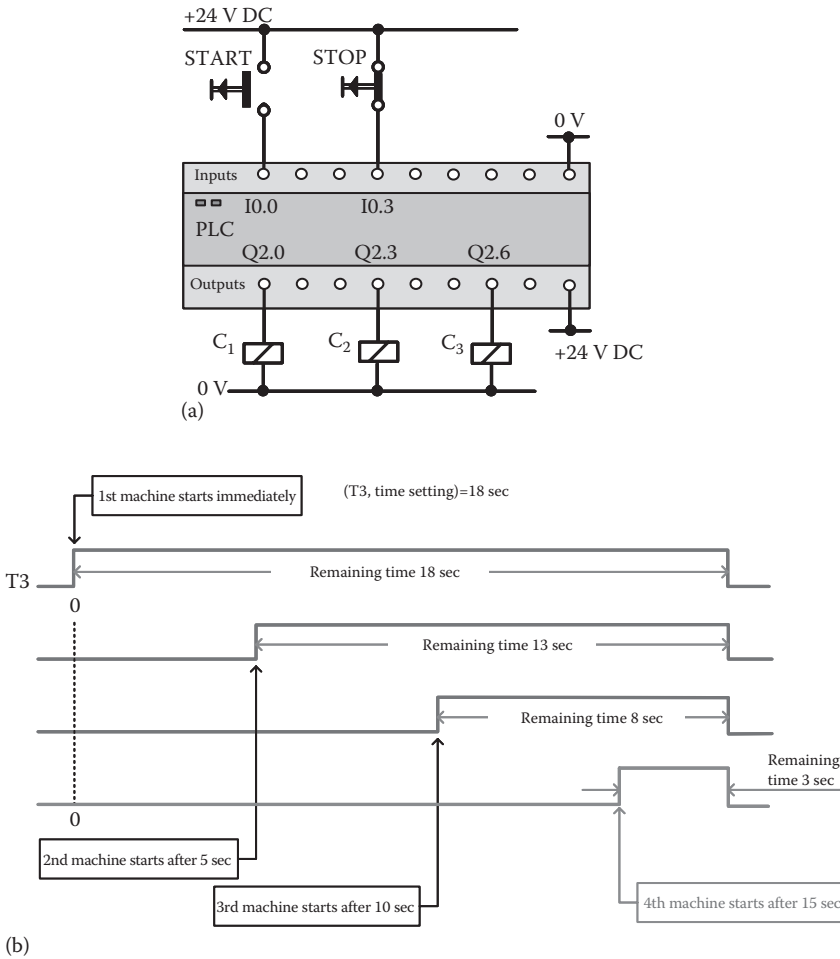 +24 V DC
START
STOP
0 V
Inputs
I0.0
I0.3
PLC
Q2.0
Q2.3
Q2.6
Outputs
C1
C2
C3
+24 V DC
0 V
(a)
1st machine starts immediately
(T3, time setting)=18 sec
T3
Remaining time 18 sec
0
Remaining time 13 sec
Remaining time 8 sec
Remaining
time 3 sec
0
2nd machine starts after 5 sec
3rd machine starts after 10 sec
4th machine starts after 15 sec
(b)